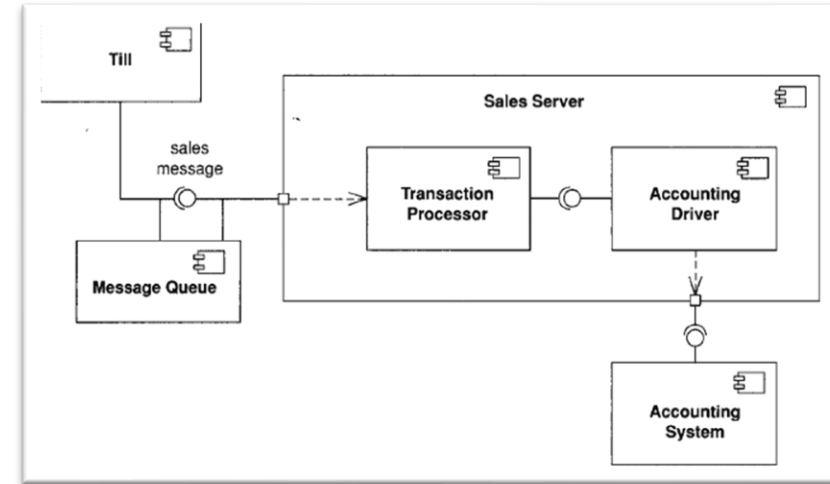 Till
sales
message
Sales Server
Transaction
Processor
Accounting
Driver
Message Queue
Accounting
System